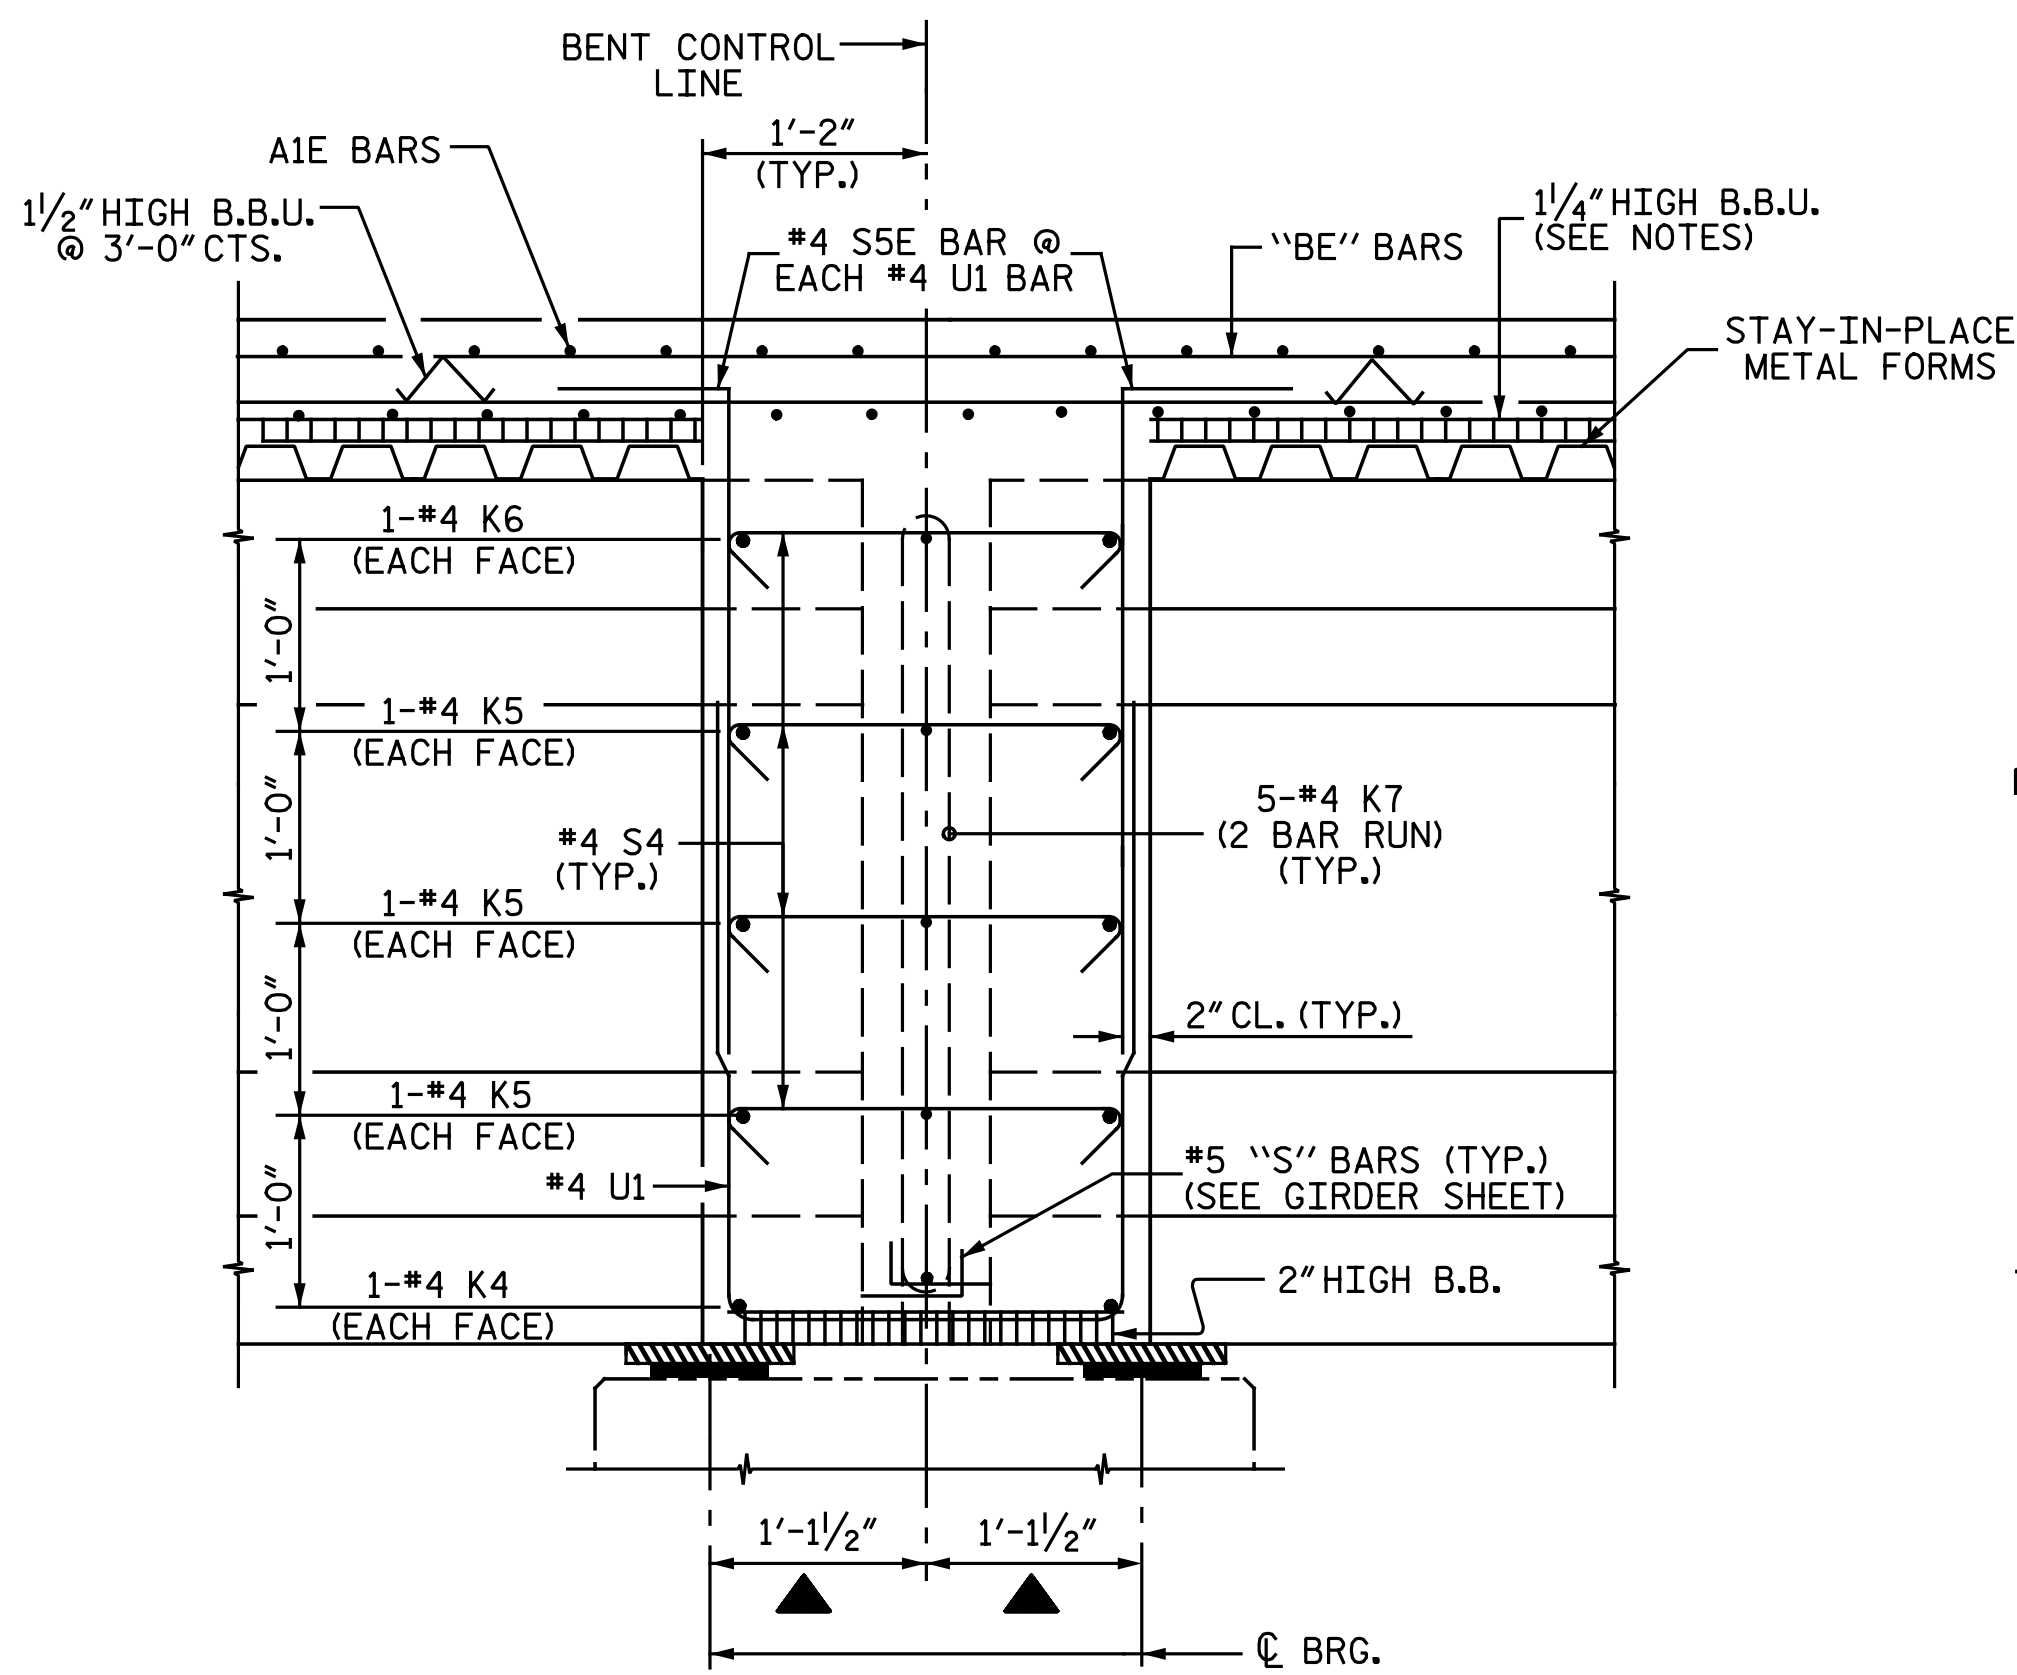 BENT CONTROL
LINE
1'-2"
(TYP.)
A1E BARS
1½" HIGH B.B.U.
@ 3'-0" CTS.
#4 S5E BAR @
EACH #4 U1 BAR
"BE" BARS
1¼" HIGH B.B.U.
(SEE NOTES)
STAY-IN-PLACE
METAL FORMS
1-#4 K6
(EACH FACE)
1'-0"
1-#4 K5
(EACH FACE)
1'-0"
#4 S4
(TYP.)
5-#4 K7
(2 BAR RUN)
(TYP.)
1-#4 K5
(EACH FACE)
1'-0"
2" CL. (TYP.)
1-#4 K5
(EACH FACE)
#4 U1
1'-0"
#5 "S" BARS (TYP.)
(SEE GIRDER SHEET)
1-#4 K4
(EACH FACE)
2" HIGH B.B.
1'-1½"
1'-1½"
℄ BRG.